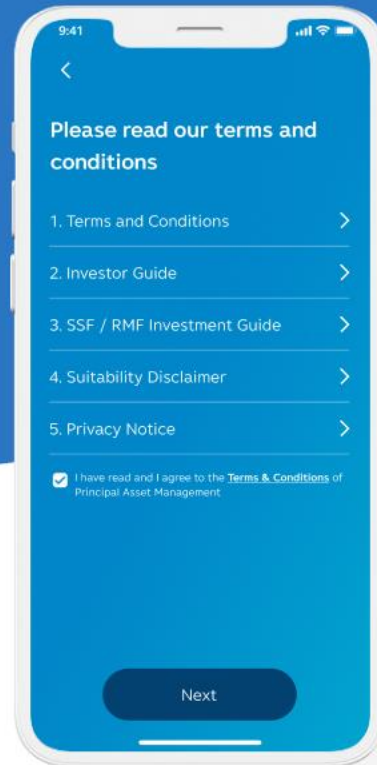 9:41
Please read our terms and
conditions
1. Terms and Conditions
2. Investor Guide
3. SSF / RMF Investment Guide
4. Suitability Disclaimer
5. Privacy Notice
I have read and I agree to the Terms & Conditions of
Principal Asset Management
Next